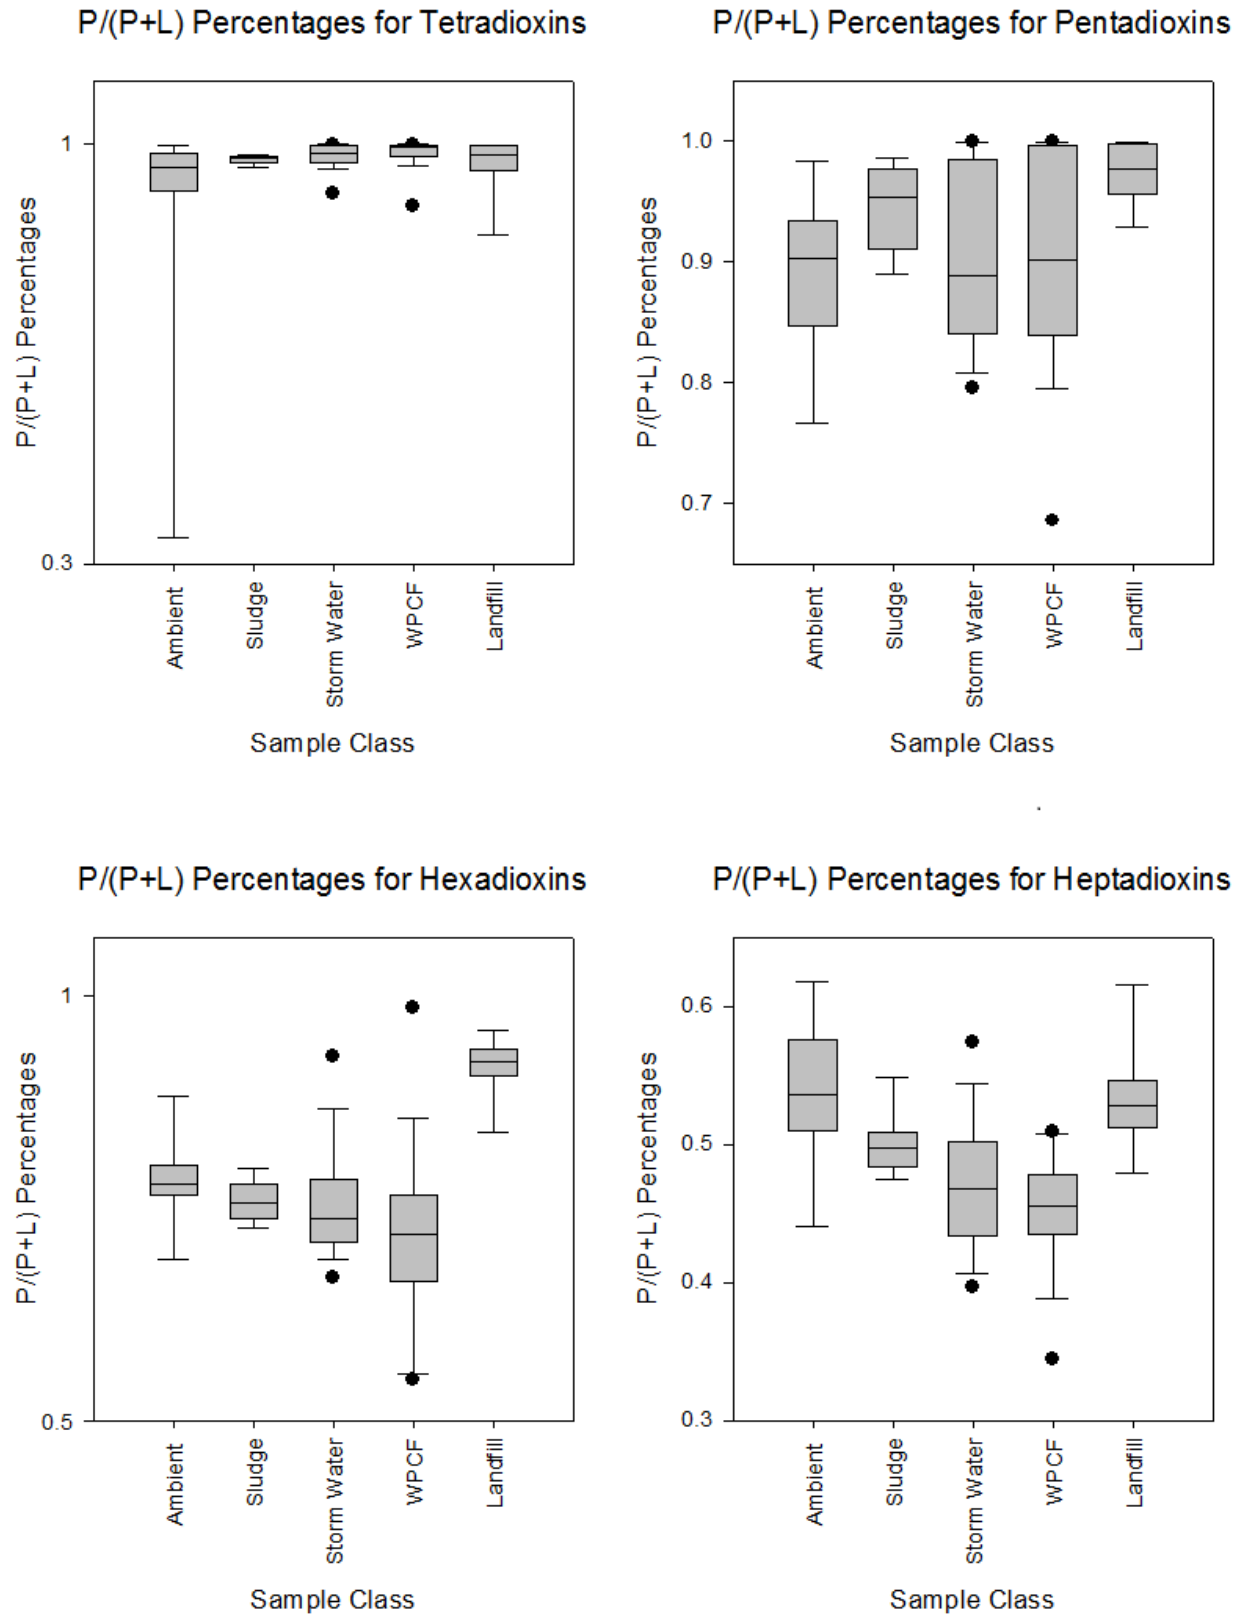 P/(P+L) Percentages for Tetradioxins
P/(P+L) Percentages
1
0.3
Ambient
Sludge
Storm Water
WPCF
Landfill
Sample Class
P/(P+L) Percentages for Pentadioxins
P/(P+L) Percentages
1.0
0.9
0.8
0.7
Ambient
Sludge
Storm Water
WPCF
Landfill
Sample Class
P/(P+L) Percentages for Hexadioxins
P/(P+L) Percentages
1
0.5
Ambient
Sludge
Storm Water
WPCF
Landfill
Sample Class
P/(P+L) Percentages for Heptadioxins
P/(P+L) Percentages
0.6
0.5
0.4
0.3
Ambient
Sludge
Storm Water
WPCF
Landfill
Sample Class